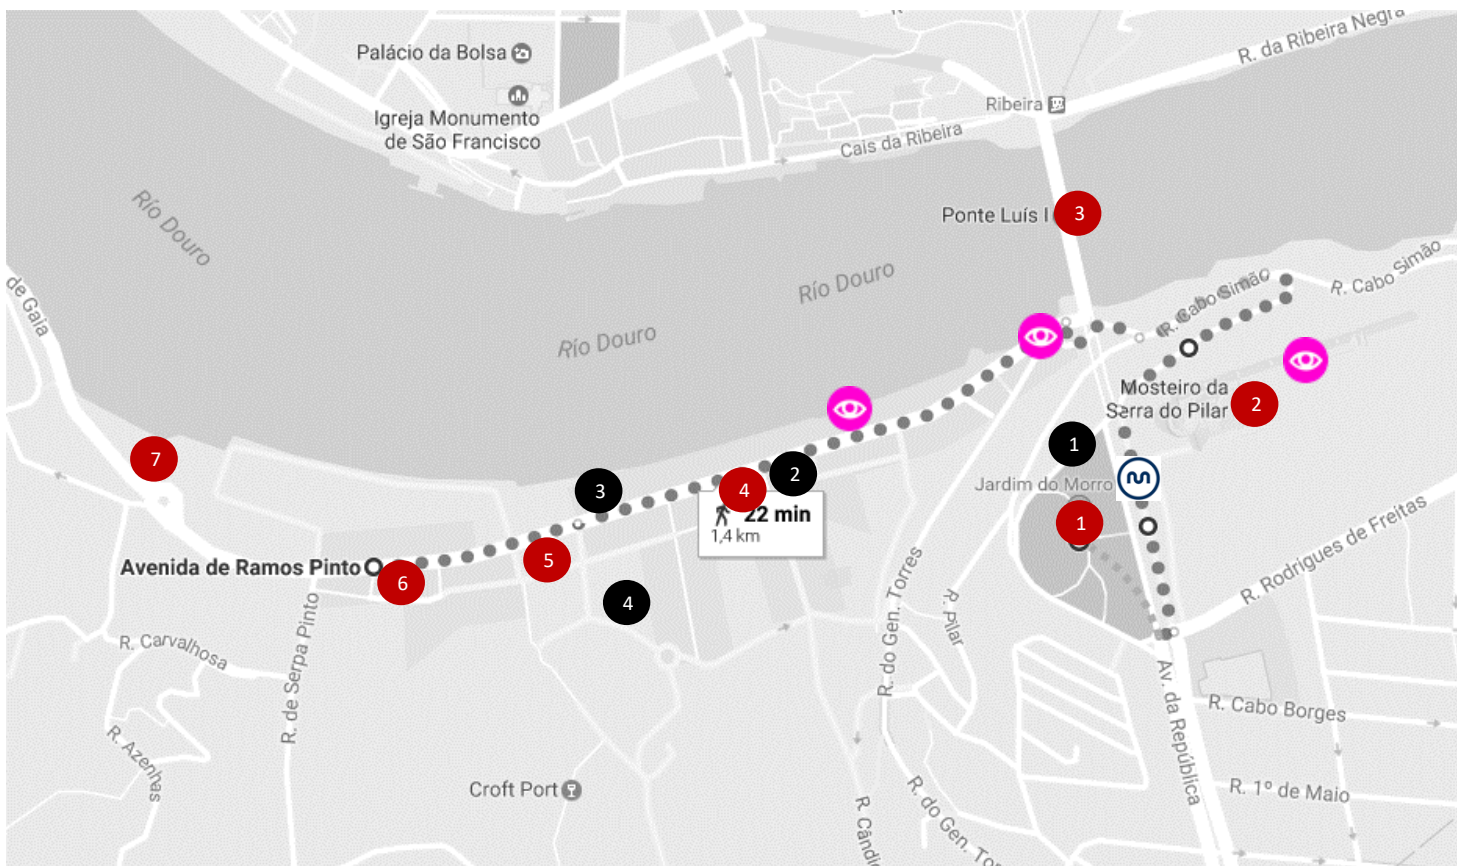 R. da Ribeira Negra
Palácio da Bolsa
Igreja Monumento
de São Francisco
Ribeira
Cais da Ribeira
Río Douro
Ponte Luís I
3
Río Douro
Río Douro
de Gaia
R. Cabo Simão
R. Cabo Simão
Mosteiro da
Serra do Pilar
2
1
7
2
3
4
Jardim do Morro
22 min
1,4 km
1
5
Avenida de Ramos Pinto
6
4
R. Rodrigues de Freitas
R. do Gen. Torres
R. Pilar
R. Carvalhosa
R. de Serpa Pinto
R. Azenhas
Av. da República
R. Cabo Borges
Croft Port
R. 1º de Maio
R. do Gen. Torr
R. Cândi